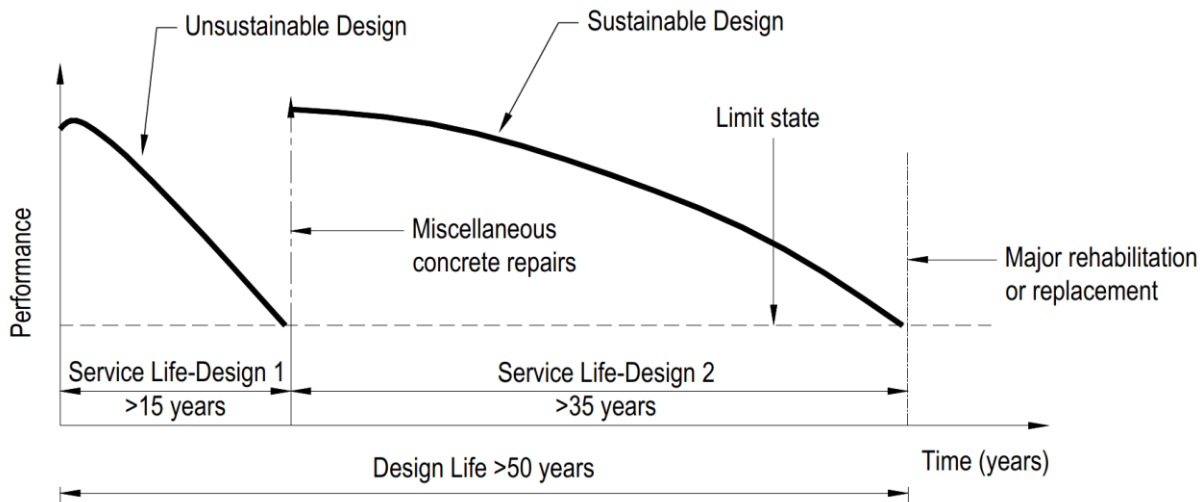 Unsustainable Design
Sustainable Design
Limit state
Performance
Miscellaneous
concrete repairs
Major rehabilitation
or replacement
Service Life-Design 1
>15 years
Service Life-Design 2
>35 years
Design Life >50 years
Time (years)